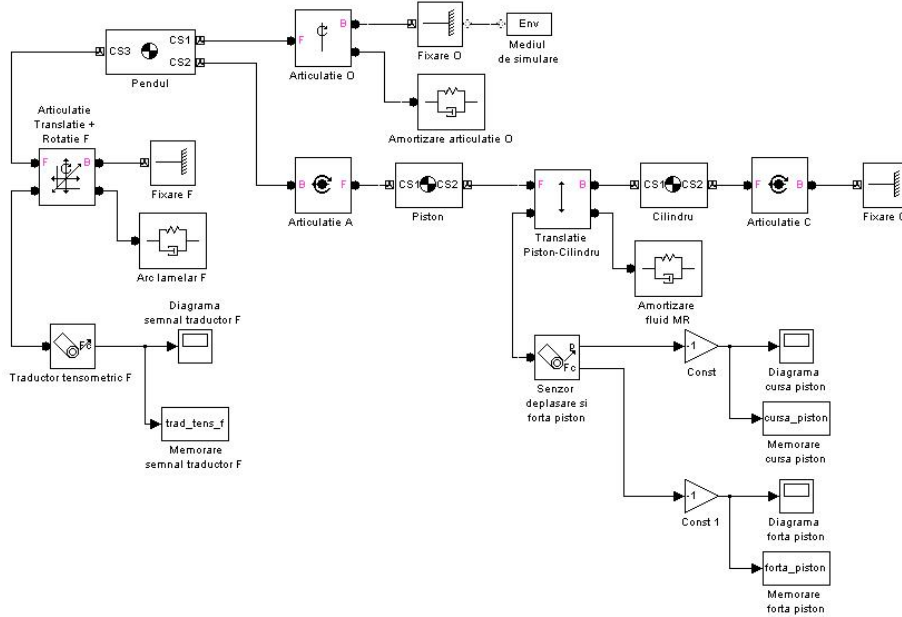 CS3
CS1
CS2
Pendul
F
B
Articulatie O
Fixare O
Env
Mediul
de simulare
Amortizare articulatie O
Articulatie
Translatie +
Rotatie F
F
B
Fixare F
Arc lamelar F
B
F
Articulatie A
CS1
CS2
Piston
F
B
Translatie
Piston-Cilindru
CS1
CS2
Cilindru
F
B
Articulatie C
Fixare C
Amortizare
fluid MR
Diagrama
semnal traductor F
Fc
Traductor tensometric F
trad_tens_f
Memorare
semnal traductor F
p
Fc
Senzor
deplasare si
forta piston
-1
Const
Diagrama
cursa piston
cursa_piston
Memorare
cursa piston
-1
Const 1
Diagrama
forta piston
forta_piston
Memorare
forta piston